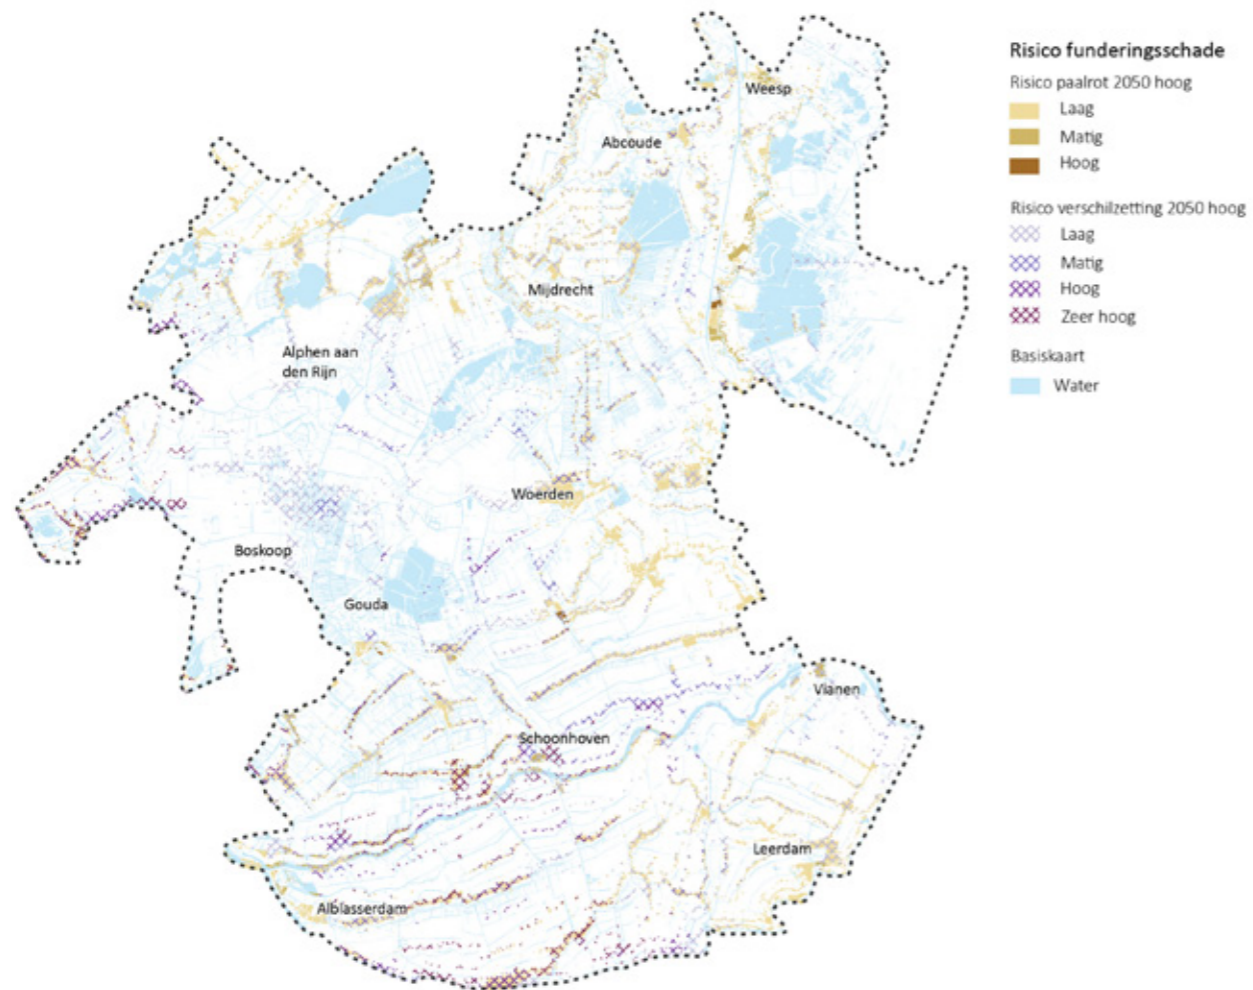 Risico funderingsschade
Risico paalrot 2050 hoog
Laag
Matig
Hoog
Risico verschilzetting 2050 hoog
Laag
Matig
Hoog
Zeer hoog
Basiskaart
Water
Weesp
Abcoude
Mijdrecht
Alphen aan
den Rijn
Woerden
Boskoop
Gouda
Vianen
Schoonhoven
Leerdam
Alblasserdam